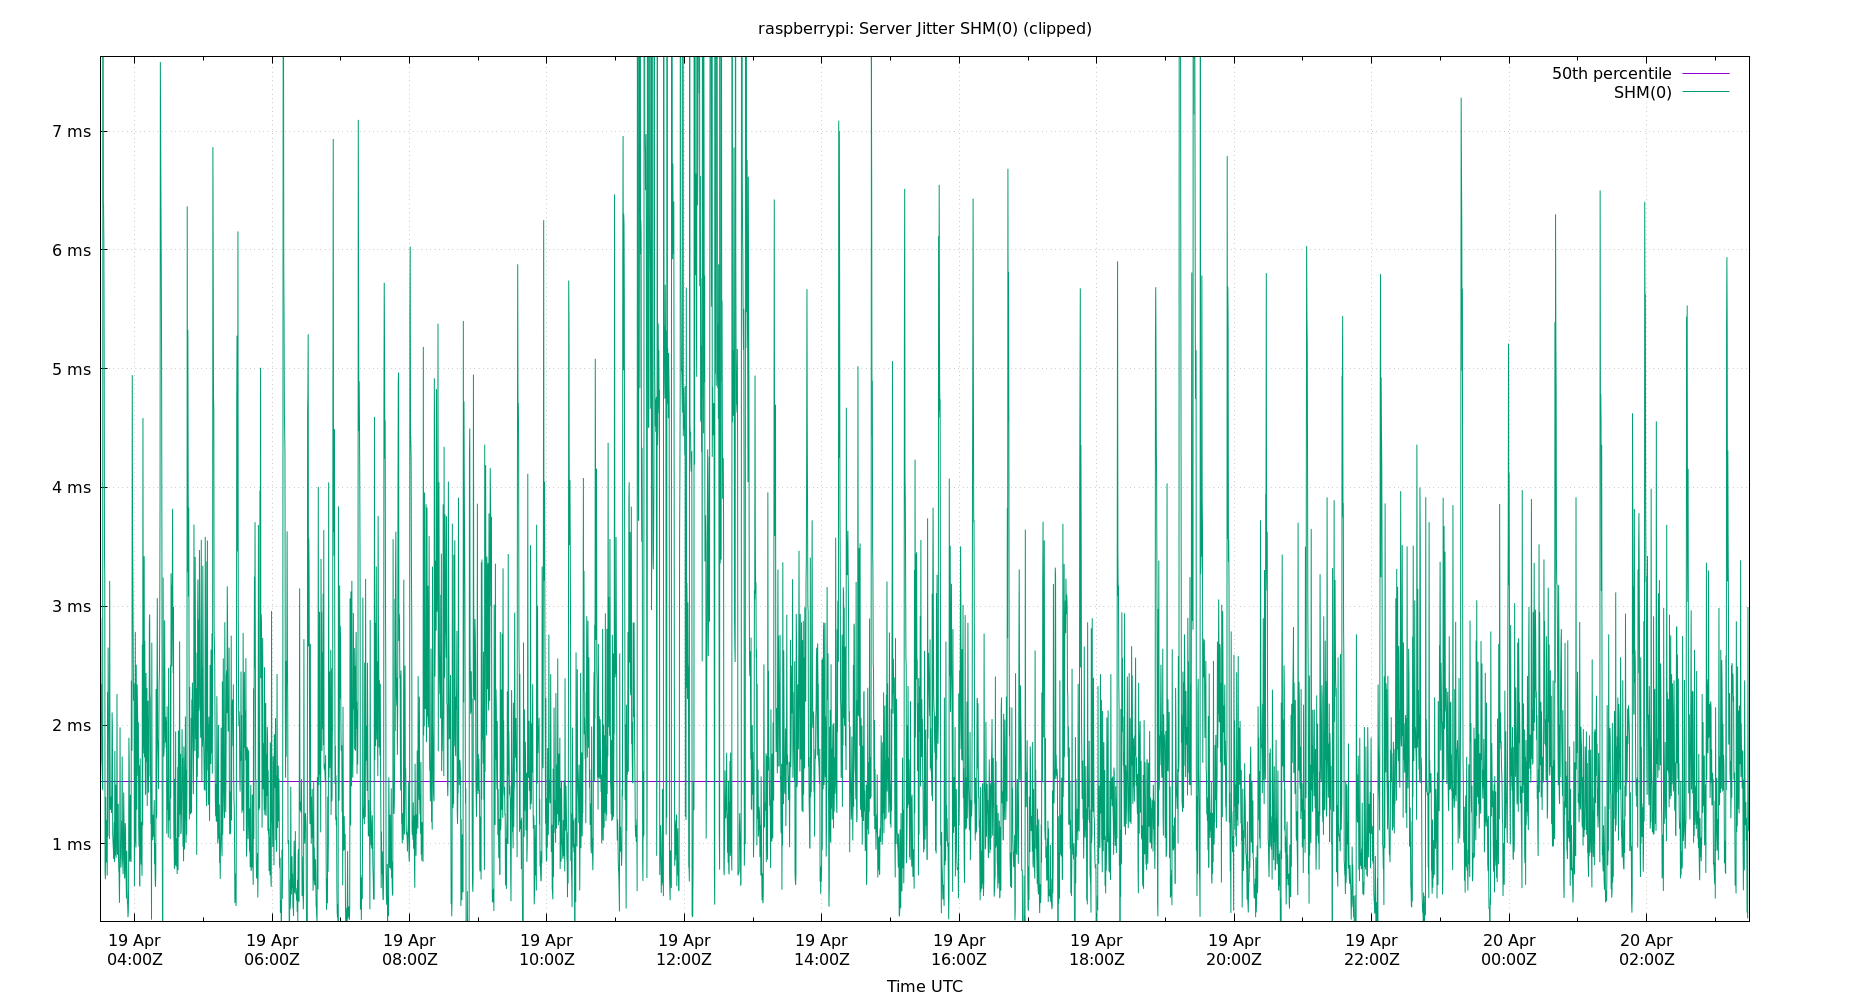 raspberrypi: Server Jitter SHM(0) (clipped)
50th percentile
SHM(0)
7 ms
6 ms
5 ms
4 ms
3 ms
2 ms
1 ms
19 Apr 19 Apr 19 Apr 19 Apr 19 Apr 19 Apr 19 Apr 19 Apr 19 Apr 19 Apr 20 Apr 20 Apr
04:00Z 06:00Z 08:00Z 10:00Z 12:00Z 14:00Z 16:00Z 18:00Z 20:00Z 22:00Z 00:00Z 02:00Z
Time UTC